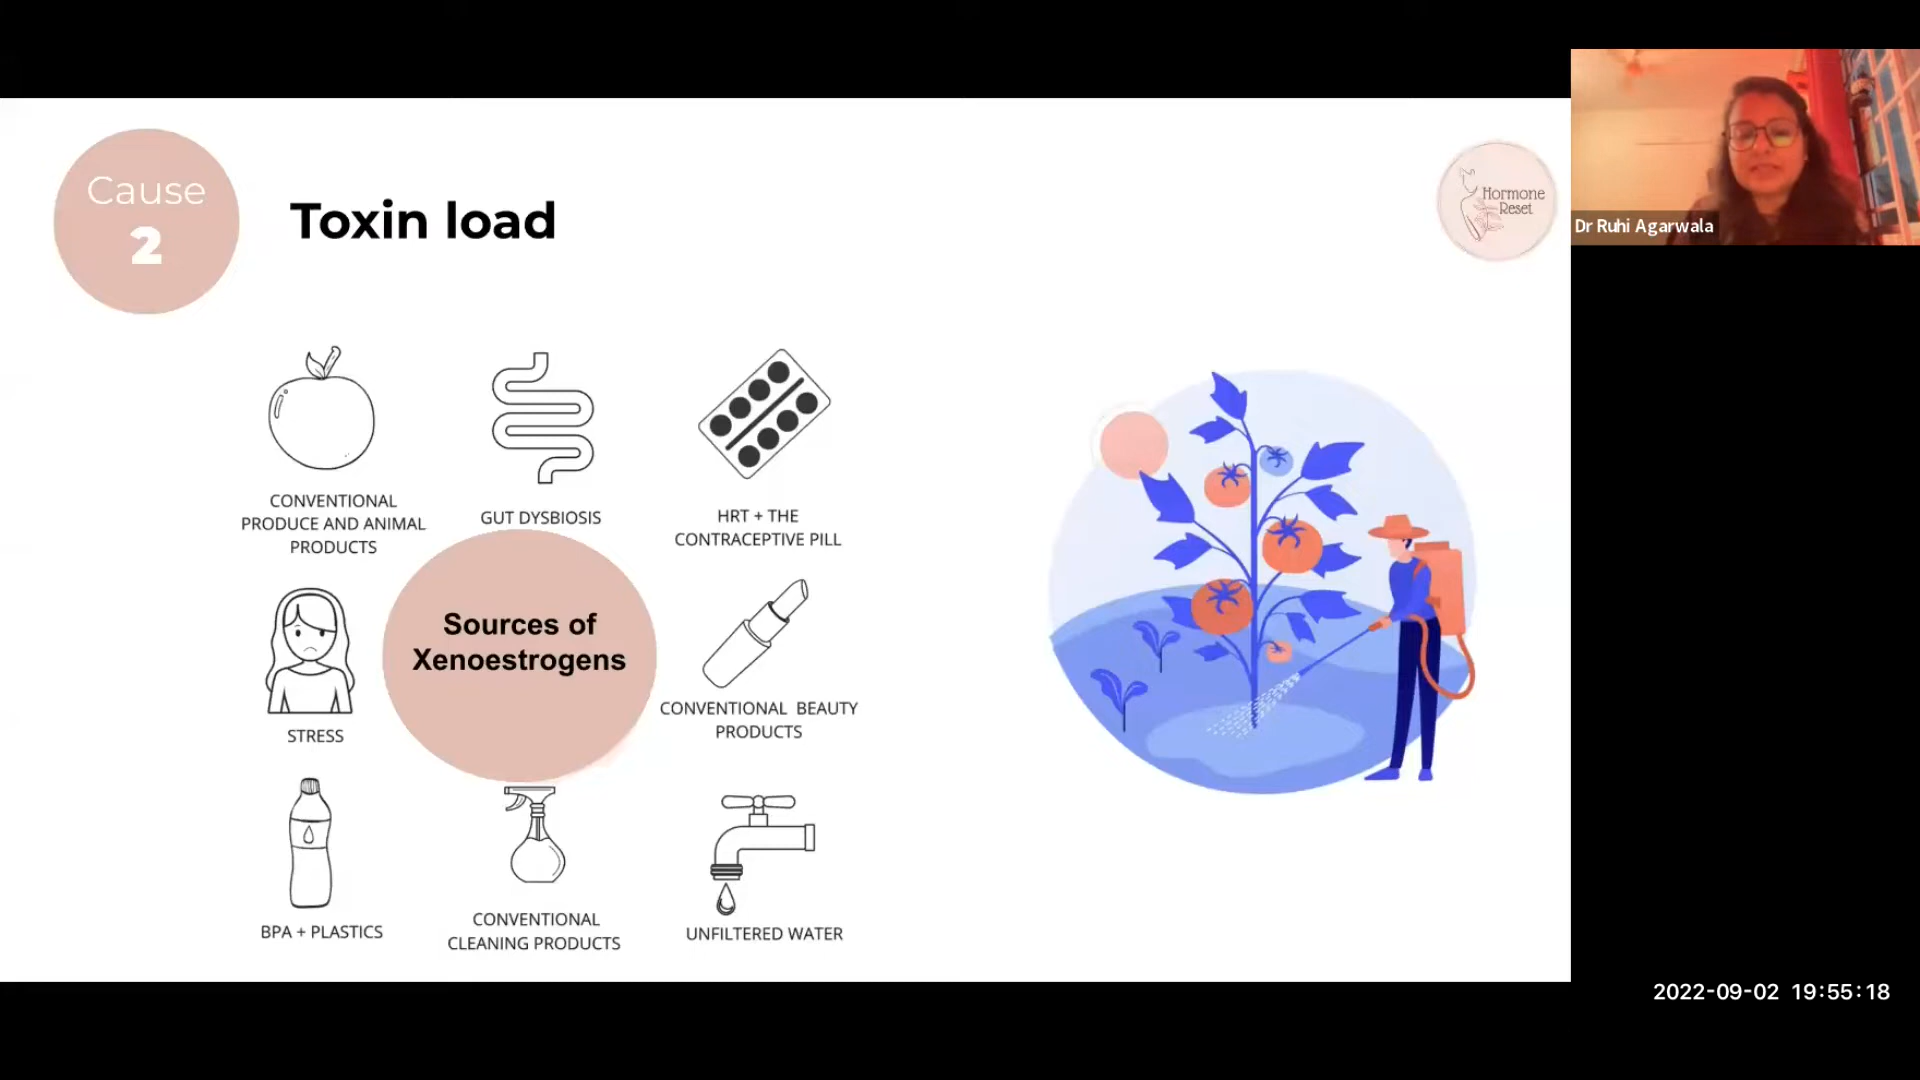 Cause
2
Toxin load
Hormone
Reset
Dr Ruhi Agarwala
CONVENTIONAL
PRODUCE AND ANIMAL
PRODUCTS
GUT DYSBIOSIS
HRT + THE
CONTRACEPTIVE PILL
Sources of
Xenoestrogens
STRESS
CONVENTIONAL BEAUTY
PRODUCTS
BPA + PLASTICS
CONVENTIONAL
CLEANING PRODUCTS
UNFILTERED WATER
2022-09-02 19:55:18